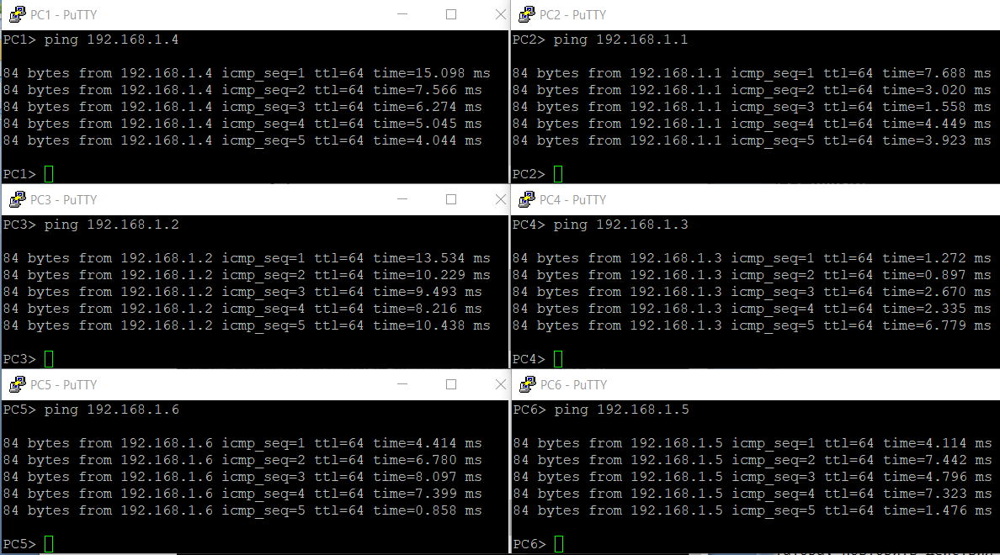 PC1 - PuTTY
PC1> ping 192.168.1.4
84 bytes from 192.168.1.4 icmp_seq=1 ttl=64 time=15.098 ms
84 bytes from 192.168.1.4 icmp_seq=2 ttl=64 time=7.566 ms
84 bytes from 192.168.1.4 icmp_seq=3 ttl=64 time=6.274 ms
84 bytes from 192.168.1.4 icmp_seq=4 ttl=64 time=5.045 ms
84 bytes from 192.168.1.4 icmp_seq=5 ttl=64 time=4.044 ms
PC1>
PC2 - PuTTY
PC2> ping 192.168.1.1
84 bytes from 192.168.1.1 icmp_seq=1 ttl=64 time=7.688 ms
84 bytes from 192.168.1.1 icmp_seq=2 ttl=64 time=3.020 ms
84 bytes from 192.168.1.1 icmp_seq=3 ttl=64 time=1.558 ms
84 bytes from 192.168.1.1 icmp_seq=4 ttl=64 time=4.449 ms
84 bytes from 192.168.1.1 icmp_seq=5 ttl=64 time=3.923 ms
PC2>
PC3 - PuTTY
PC3> ping 192.168.1.2
84 bytes from 192.168.1.2 icmp_seq=1 ttl=64 time=13.534 ms
84 bytes from 192.168.1.2 icmp_seq=2 ttl=64 time=10.229 ms
84 bytes from 192.168.1.2 icmp_seq=3 ttl=64 time=9.493 ms
84 bytes from 192.168.1.2 icmp_seq=4 ttl=64 time=8.216 ms
84 bytes from 192.168.1.2 icmp_seq=5 ttl=64 time=10.438 ms
PC3>
PC4 - PuTTY
PC4> ping 192.168.1.3
84 bytes from 192.168.1.3 icmp_seq=1 ttl=64 time=1.272 ms
84 bytes from 192.168.1.3 icmp_seq=2 ttl=64 time=0.897 ms
84 bytes from 192.168.1.3 icmp_seq=3 ttl=64 time=2.670 ms
84 bytes from 192.168.1.3 icmp_seq=4 ttl=64 time=2.335 ms
84 bytes from 192.168.1.3 icmp_seq=5 ttl=64 time=6.779 ms
PC4>
PC5 - PuTTY
PC5> ping 192.168.1.6
84 bytes from 192.168.1.6 icmp_seq=1 ttl=64 time=4.414 ms
84 bytes from 192.168.1.6 icmp_seq=2 ttl=64 time=6.780 ms
84 bytes from 192.168.1.6 icmp_seq=3 ttl=64 time=8.097 ms
84 bytes from 192.168.1.6 icmp_seq=4 ttl=64 time=7.399 ms
84 bytes from 192.168.1.6 icmp_seq=5 ttl=64 time=0.858 ms
PC5>
PC6 - PuTTY
PC6> ping 192.168.1.5
84 bytes from 192.168.1.5 icmp_seq=1 ttl=64 time=4.114 ms
84 bytes from 192.168.1.5 icmp_seq=2 ttl=64 time=7.442 ms
84 bytes from 192.168.1.5 icmp_seq=3 ttl=64 time=4.796 ms
84 bytes from 192.168.1.5 icmp_seq=4 ttl=64 time=7.323 ms
84 bytes from 192.168.1.5 icmp_seq=5 ttl=64 time=1.476 ms
PC6>